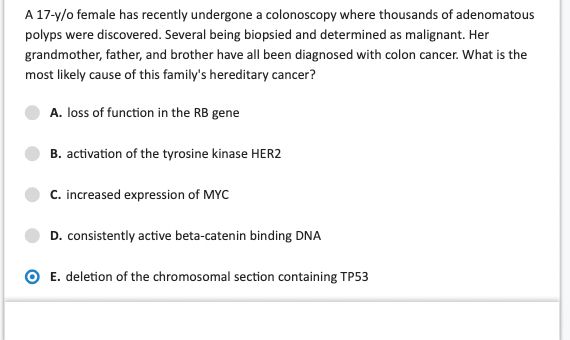 A 17-y/o female has recently undergone a colonoscopy where thousands of adenomatous
polyps were discovered. Several being biopsied and determined as malignant. Her
grandmother, father, and brother have all been diagnosed with colon cancer. What is the
most likely cause of this family's hereditary cancer?
A. loss of function in the RB gene
B. activation of the tyrosine kinase HER2
C. increased expression of MYC
D. consistently active beta-catenin binding DNA
E. deletion of the chromosomal section containing TP53